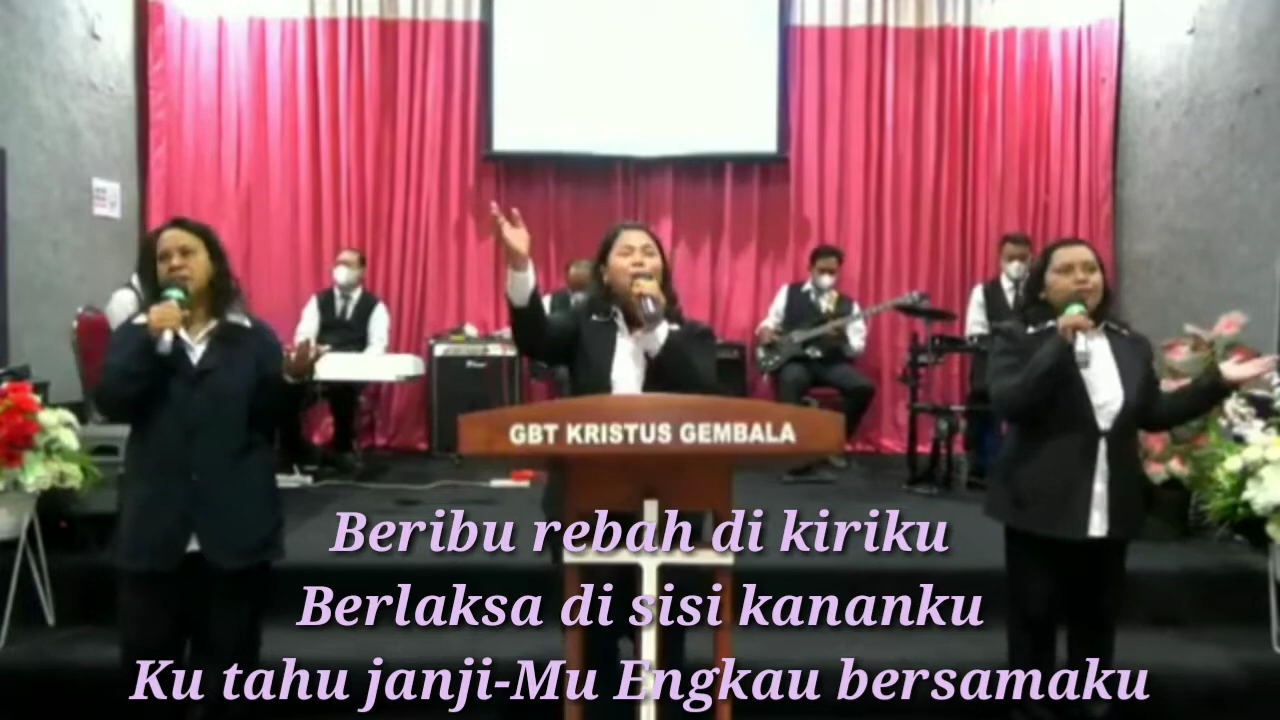 GBT KRISTUS GEMBALA
Beribu rebah di kiriku
Berlaksa di sisi kananku
Ku tahu janji-Mu Engkau bersamaku